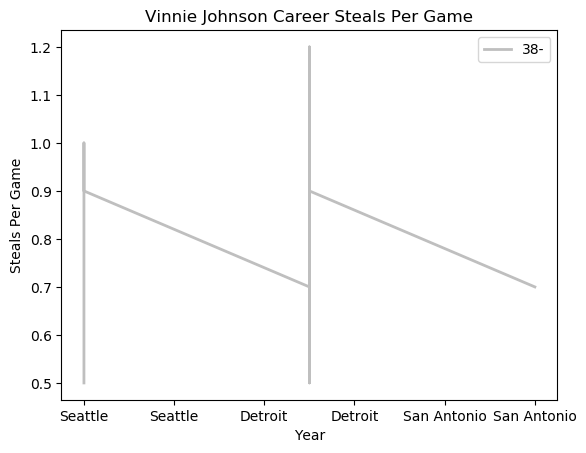 Vinnie Johnson Career Steals Per Game
38-
1.2
1.1
1.0
0.9
0.8
0.7
0.6
0.5
Steals Per Game
Seattle Seattle Detroit Detroit San Antonio San Antonio
Year